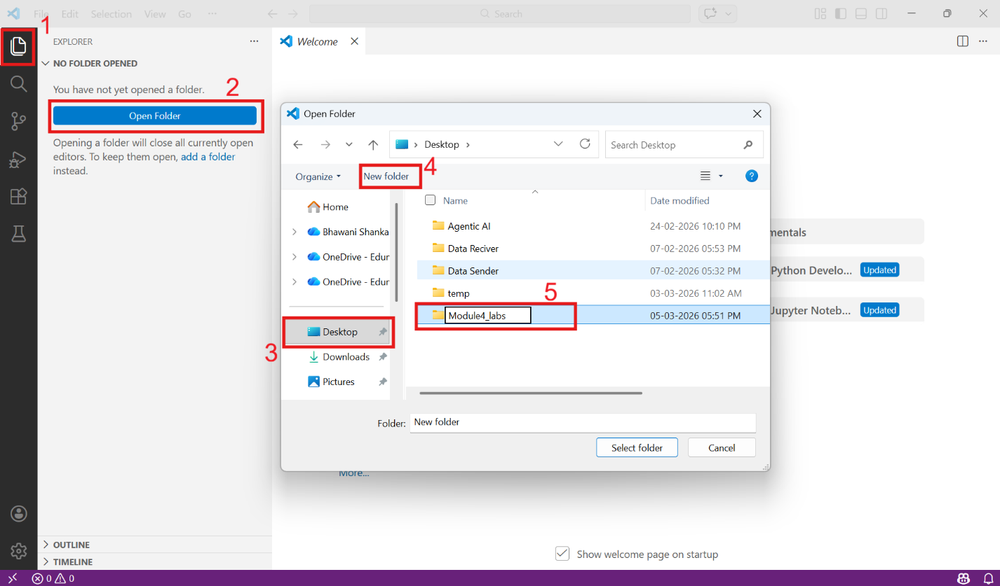 File Edit Selection View Go ···
Search
1
EXPLORER
Welcome
NO FOLDER OPENED
You have not yet opened a folder.
2
Open Folder
Opening a folder will close all currently open
editors. To keep them open, add a folder
instead.
Open Folder
Desktop
Search Desktop
4
Organize
New folder
?
Name
Date modified
Home
Bhawani Shanka
OneDrive - Edur
OneDrive - Edur
Desktop
3
Downloads
Pictures
Agentic AI 24-02-2026 10:10 PM
Data Reciver 07-02-2026 05:53 PM
Data Sender 07-02-2026 05:32 PM
temp 03-03-2026 11:02 AM
5
Module4_labs 05-03-2026 05:51 PM
Folder: New folder
Select folder
Cancel
mentals
Python Develo... Updated
Jupyter Noteb... Updated
More...
Show welcome page on startup
OUTLINE
TIMELINE
0 0